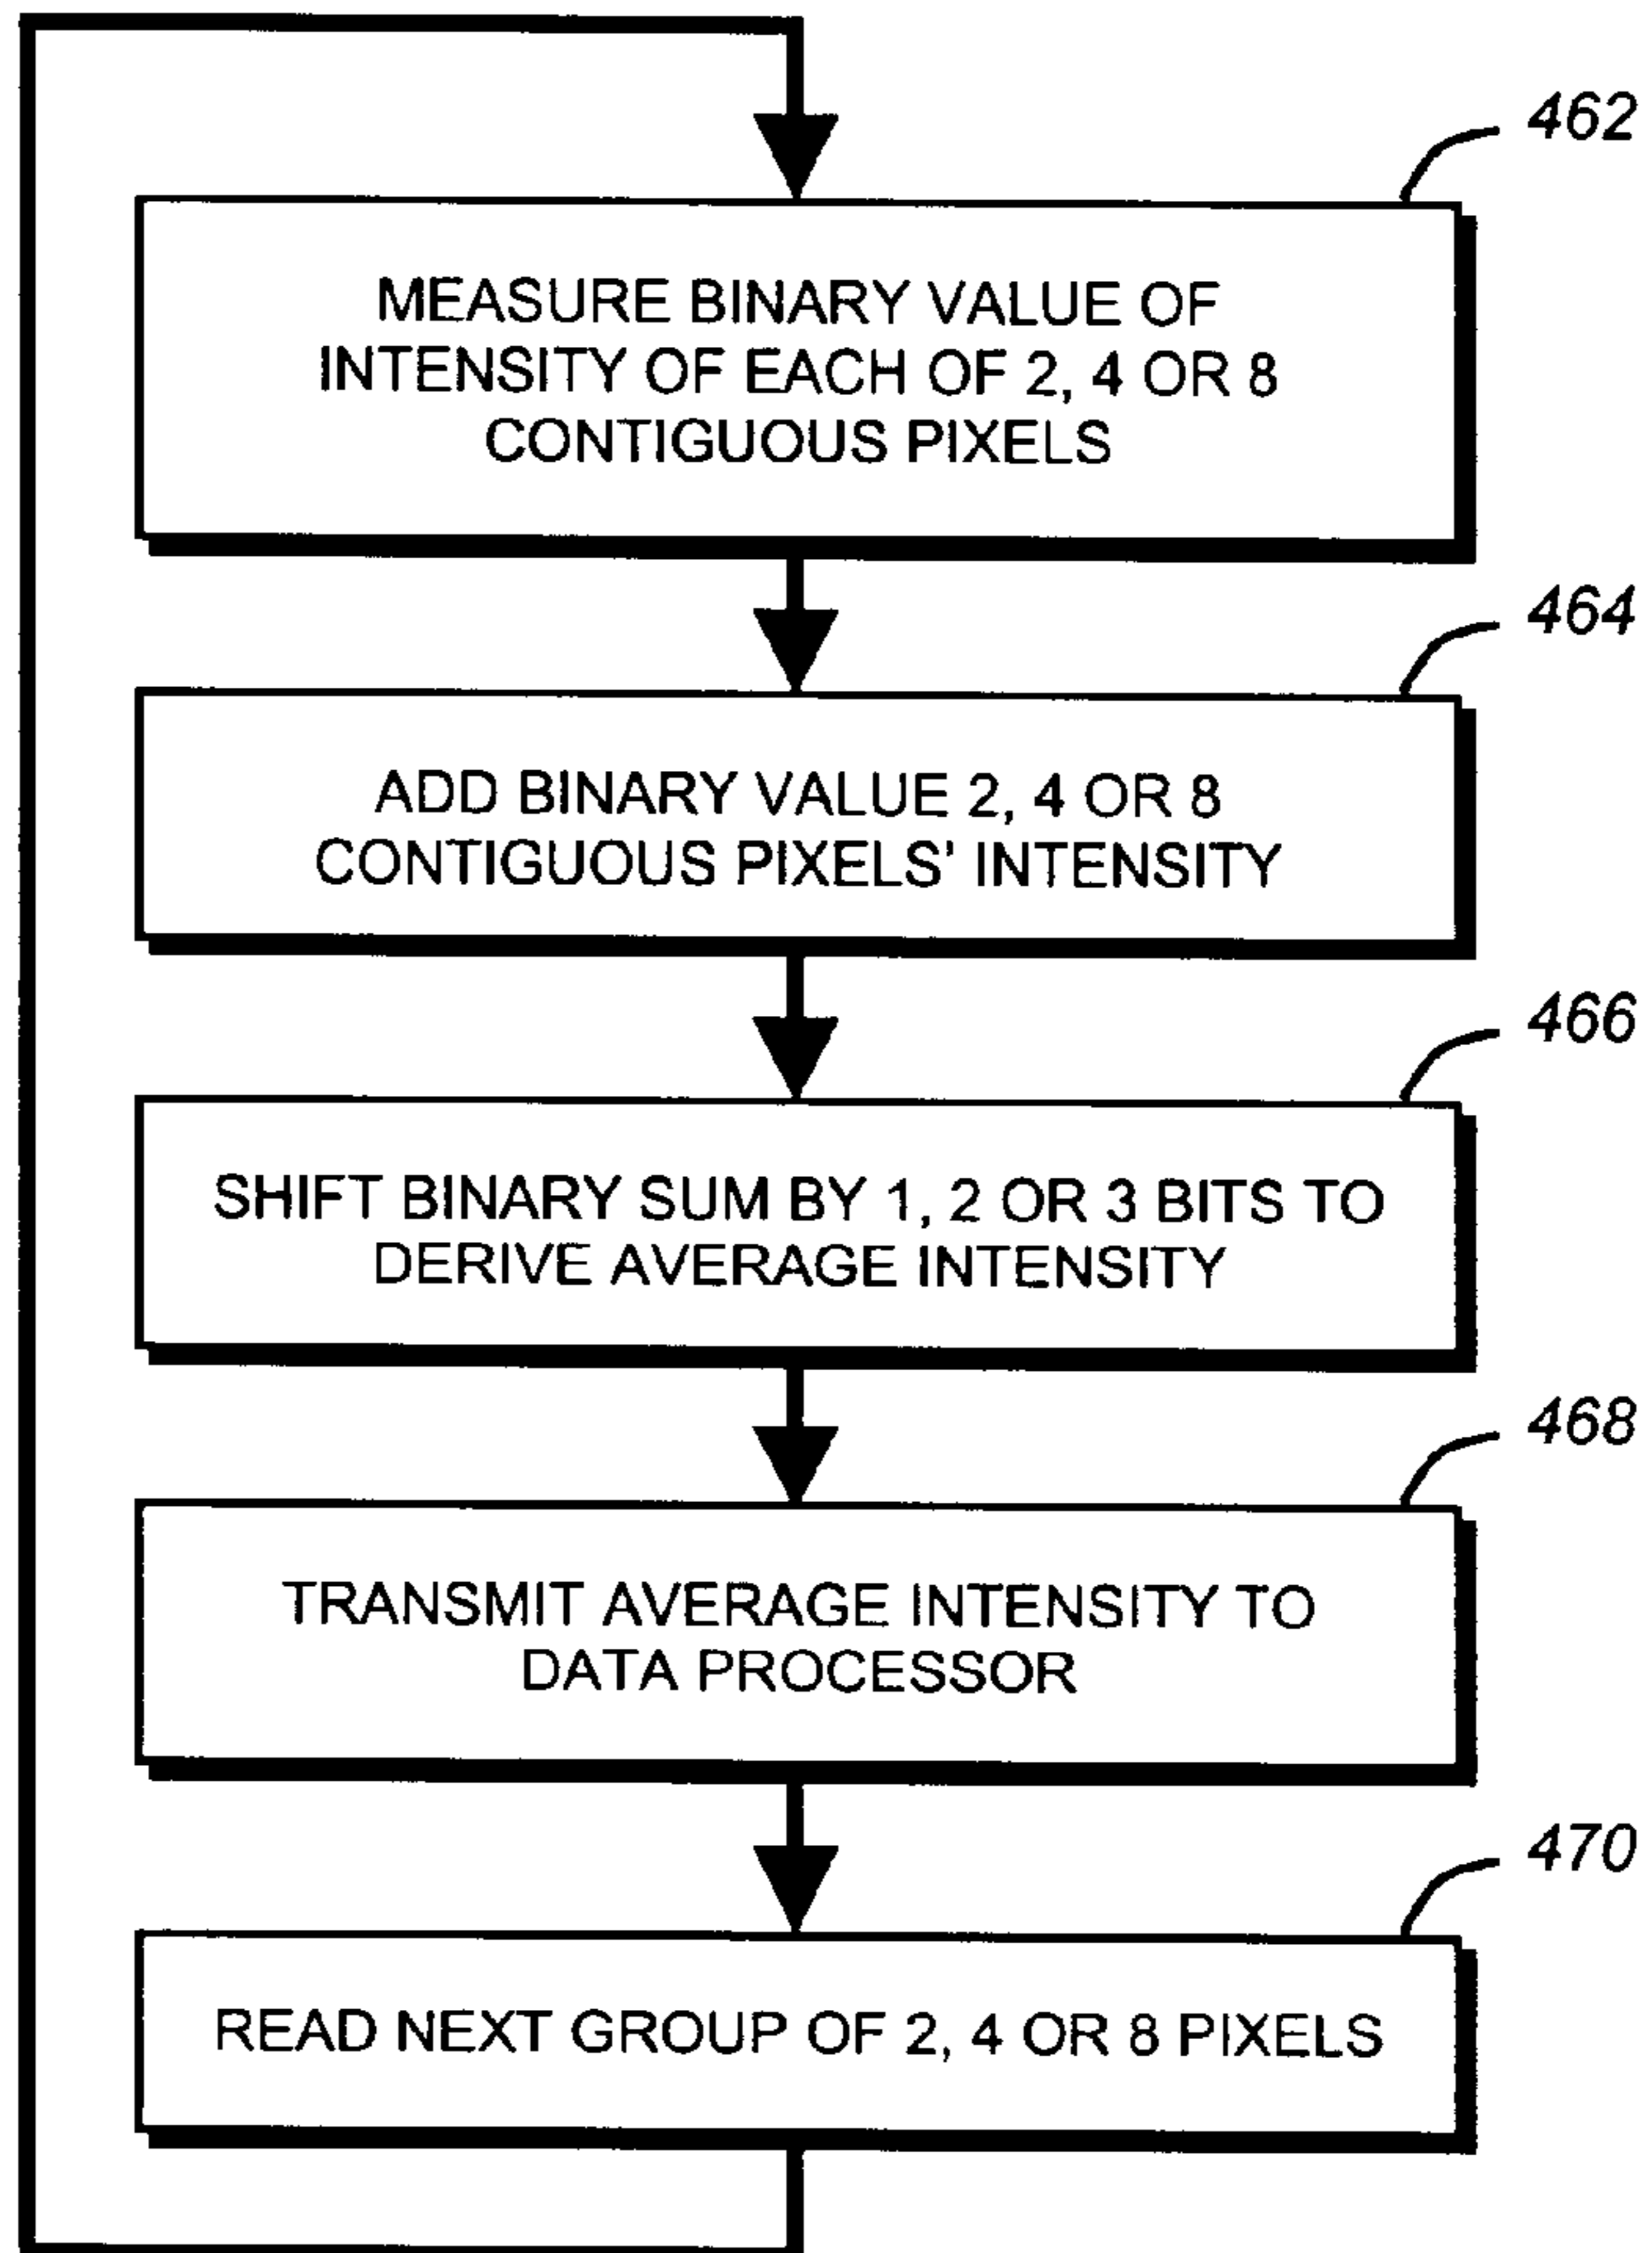 462
MEASURE BINARY VALUE OF
INTENSITY OF EACH OF 2, 4 OR 8
CONTIGUOUS PIXELS
464
ADD BINARY VALUE 2, 4 OR 8
CONTIGUOUS PIXELS' INTENSITY
466
SHIFT BINARY SUM BY 1, 2 OR 3 BITS TO
DERIVE AVERAGE INTENSITY
468
TRANSMIT AVERAGE INTENSITY TO
DATA PROCESSOR
470
READ NEXT GROUP OF 2, 4 OR 8 PIXELS